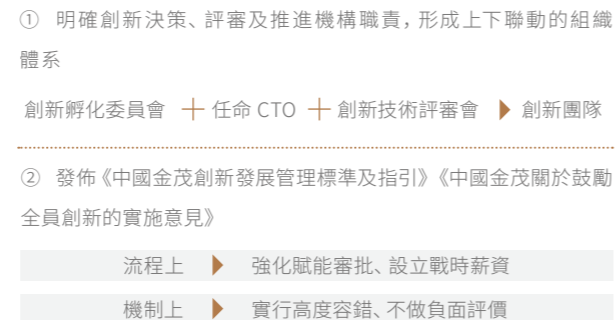 ① 明確創新決策、評審及推進機構職責，形成上下聯動的組織
體系
創新孵化委員會 ＋ 任命 CTO ＋ 創新技術評審會 ▶ 創新團隊
② 發佈《中國金茂創新發展管理標準及指引》《中國金茂關於鼓勵
全員創新的實施意見》
流程上 ▶ 強化賦能審批、設立戰時薪資
機制上 ▶ 實行高度容錯、不做負面評價